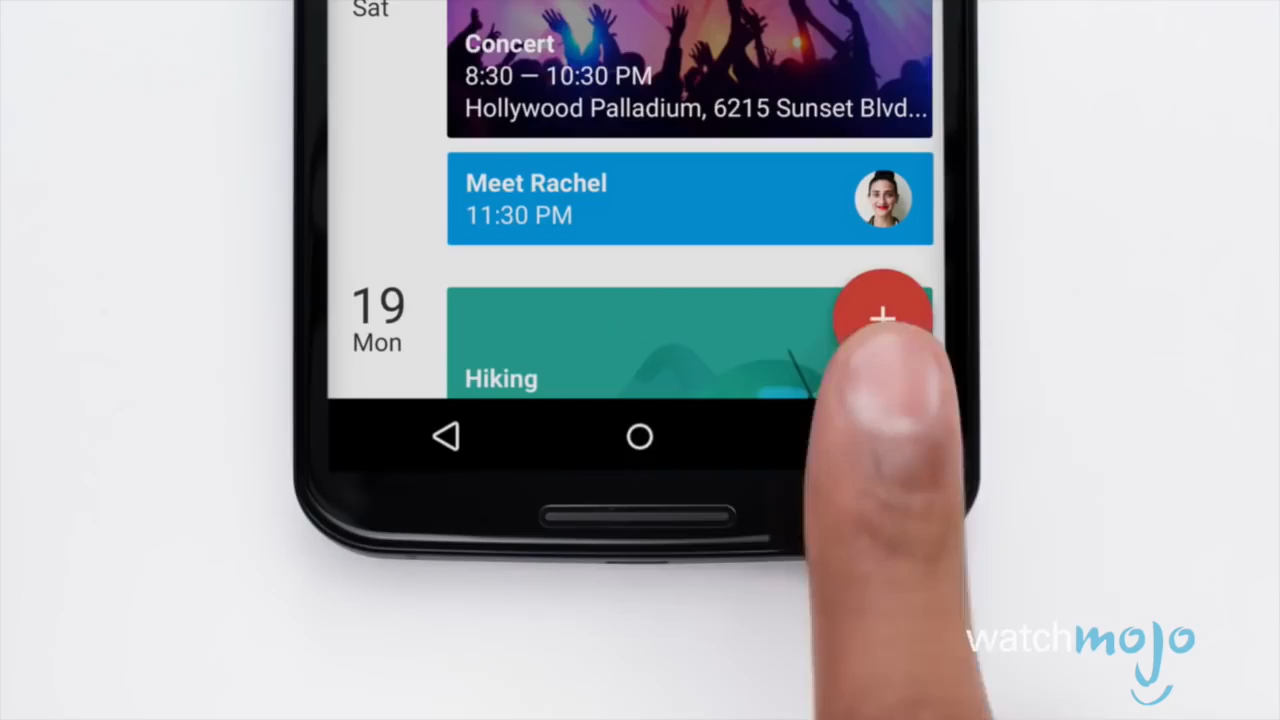 Sat
Concert
8:30 — 10:30 PM
Hollywood Palladium, 6215 Sunset Blvd...
Meet Rachel
11:30 PM
19
Mon
+
Hiking
watchmojo